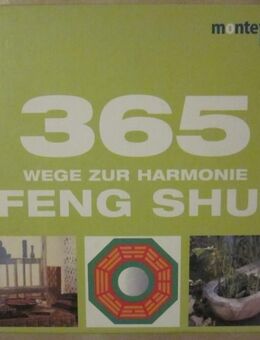 monte
365
WEGE ZUR HARMONIE
FENG SHU